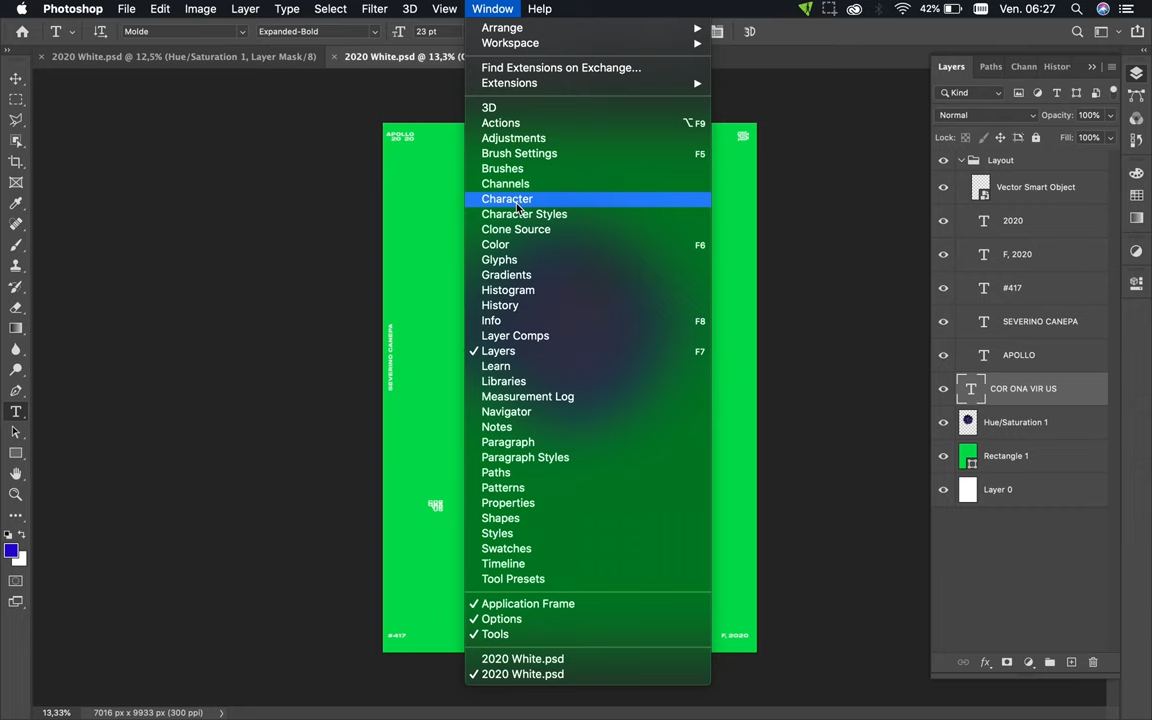 Photoshop File Edit Image Layer Type Select Filter 3D View Window Help 42% Ven. 06:27
T Molde Expanded-Bold 23 pt 3D
2020 White.psd @ 12,5% (Hue/Saturation 1, Layer Mask/8) 2020 White.psd @ 13,3% (C
Arrange
Workspace
Find Extensions on Exchange...
Extensions
3D
Actions ⌥F9
Adjustments
Brush Settings F5
Brushes
Channels
Character
Character Styles
Clone Source
Color F6
Glyphs
Gradients
Histogram
History
Info F8
Layer Comps
✓ Layers F7
Learn
Libraries
Measurement Log
Navigator
Notes
Paragraph
Paragraph Styles
Paths
Patterns
Properties
Shapes
Styles
Swatches
Timeline
Tool Presets
✓ Application Frame
✓ Options
✓ Tools
2020 White.psd
✓ 2020 White.psd
APOLLO
20 20
SEVERINO CANEPA
#417
F, 2020
Layers Paths Chann Histor
Kind
Normal Opacity: 100%
Lock: Fill: 100%
Layout
Vector Smart Object
T 2020
T F, 2020
T #417
T SEVERINO CANEPA
T APOLLO
T COR ONA VIR US
Hue/Saturation 1
Rectangle 1
Layer 0
fx
13,33% 7016 px x 9933 px (300 ppi)